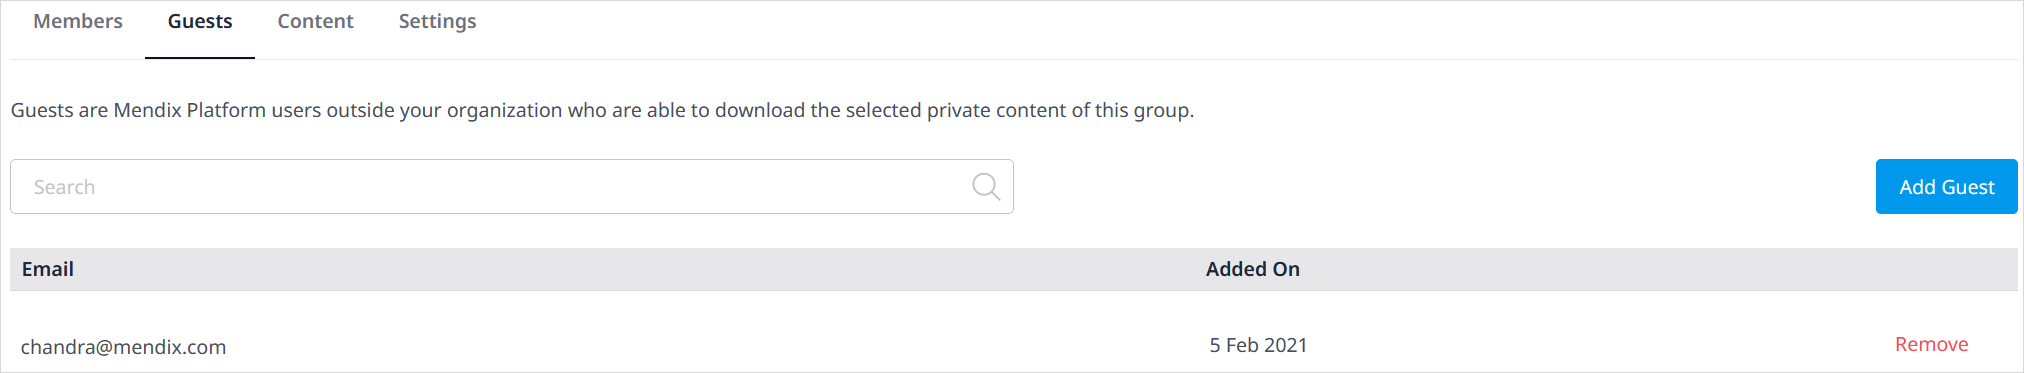 Members Guests Content Settings
Guests are Mendix Platform users outside your organization who are able to download the selected private content of this group.
Search
Add Guest
Email Added On
chandra@mendix.com 5 Feb 2021 Remove